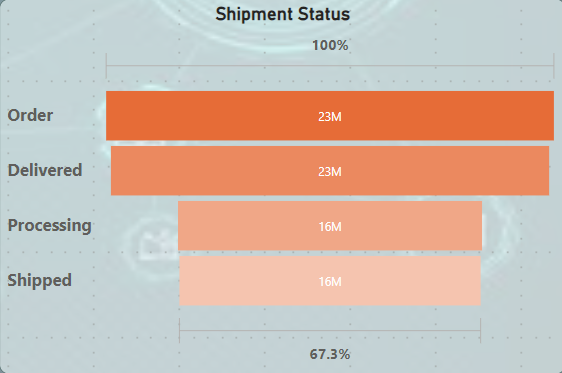 Shipment Status
100%
Order 23M
Delivered 23M
Processing 16M
Shipped 16M
67.3%